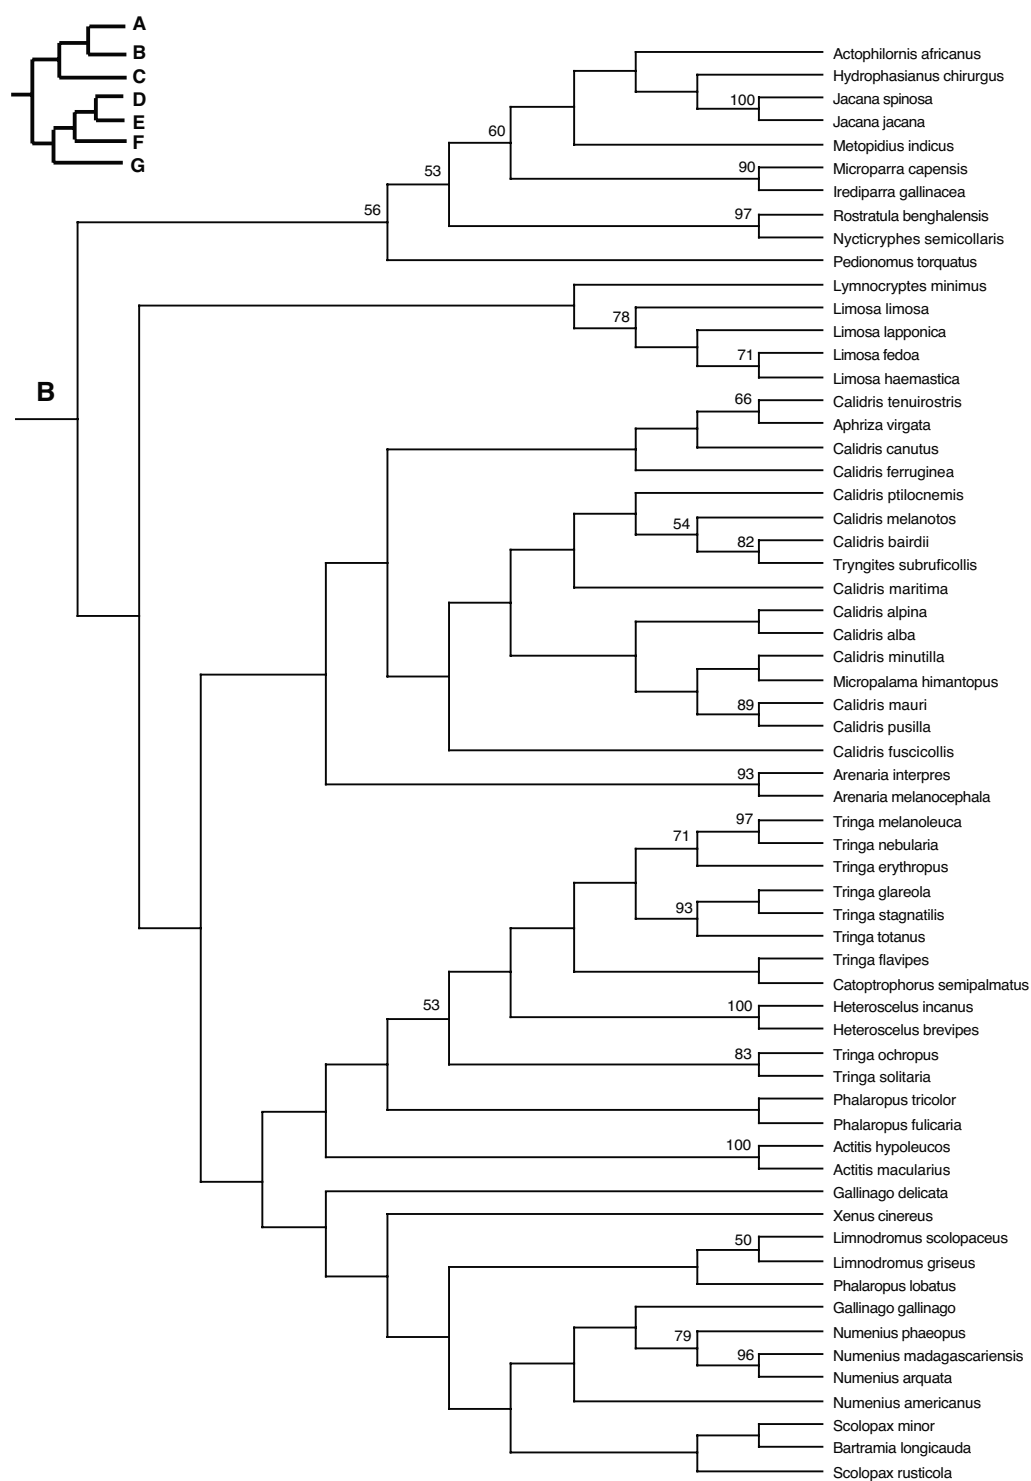 A
B
C
D
E
F
G
B
56
53
60
100
90
97
78
71
66
54
82
89
93
97
71
93
53
100
83
100
50
79
96
Actophilornis africanus
Hydrophasianus chirurgus
Jacana spinosa
Jacana jacana
Metopidius indicus
Microparra capensis
Irediparra gallinacea
Rostratula benghalensis
Nycticryphes semicollaris
Pedionomus torquatus
Lymnocryptes minimus
Limosa limosa
Limosa lapponica
Limosa fedoa
Limosa haemastica
Calidris tenuirostris
Aphriza virgata
Calidris canutus
Calidris ferruginea
Calidris ptilocnemis
Calidris melanotos
Calidris bairdii
Tryngites subruficollis
Calidris maritima
Calidris alpina
Calidris alba
Calidris minutilla
Micropalama himantopus
Calidris mauri
Calidris pusilla
Calidris fuscicollis
Arenaria interpres
Arenaria melanocephala
Tringa melanoleuca
Tringa nebularia
Tringa erythropus
Tringa glareola
Tringa stagnatilis
Tringa totanus
Tringa flavipes
Catoptrophorus semipalmatus
Heteroscelus incanus
Heteroscelus brevipes
Tringa ochropus
Tringa solitaria
Phalaropus tricolor
Phalaropus fulicaria
Actitis hypoleucos
Actitis macularius
Gallinago delicata
Xenus cinereus
Limnodromus scolopaceus
Limnodromus griseus
Phalaropus lobatus
Gallinago gallinago
Numenius phaeopus
Numenius madagascariensis
Numenius arquata
Numenius americanus
Scolopax minor
Bartramia longicauda
Scolopax rusticola